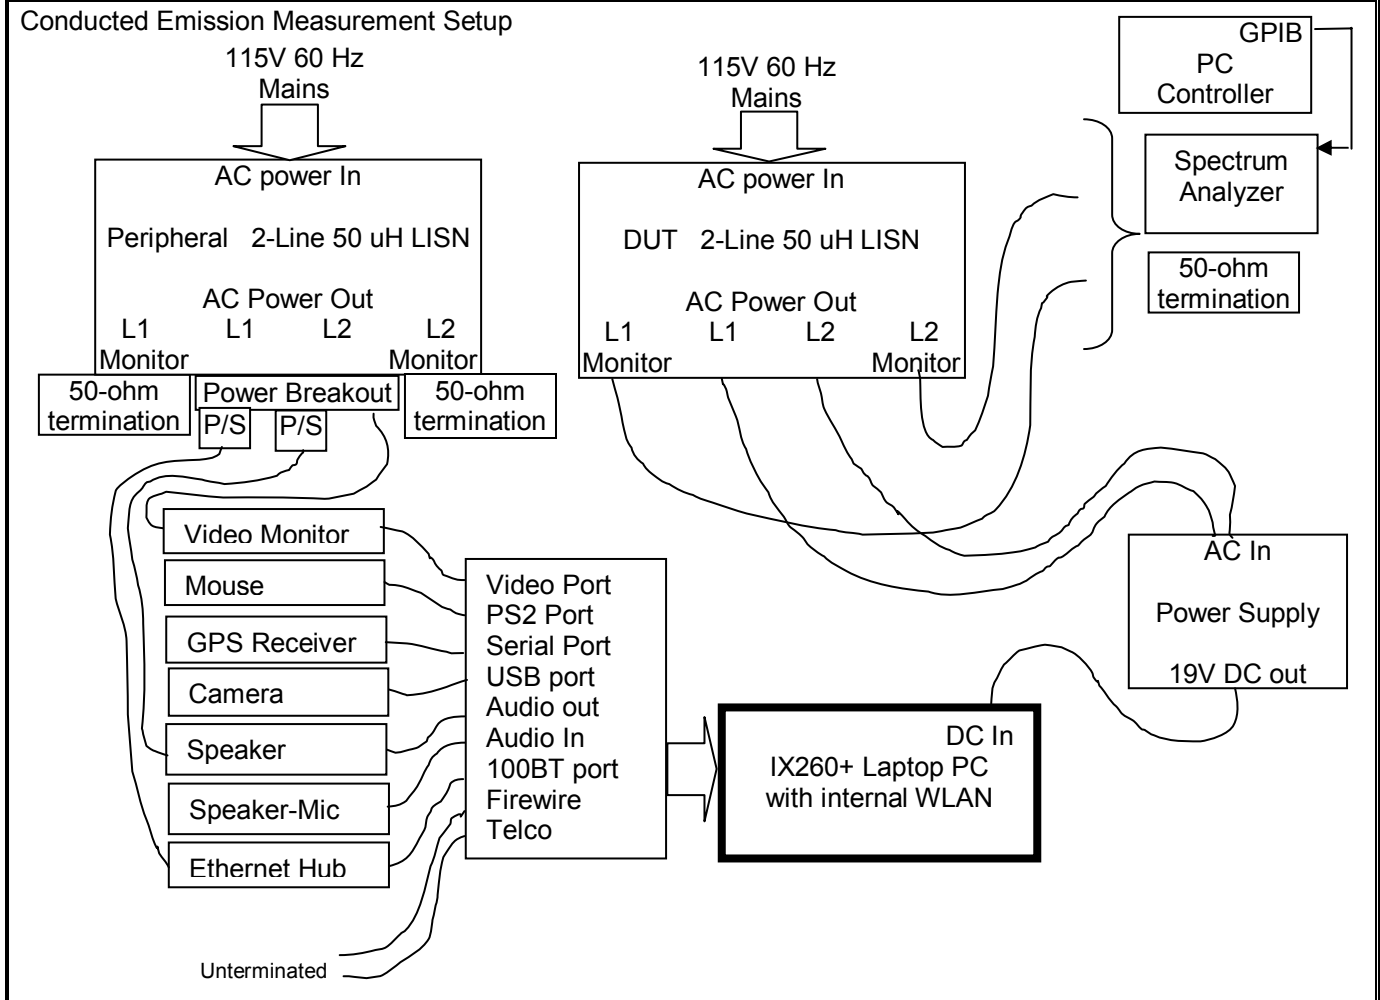 Conducted Emission Measurement Setup
115V 60 Hz
Mains
AC power In
Peripheral 2-Line 50 uH LISN
AC Power Out
L1 L1 L2 L2
Monitor Monitor
50-ohm
termination
Power Breakout
50-ohm
termination
P/S P/S
115V 60 Hz
Mains
AC power In
DUT 2-Line 50 uH LISN
AC Power Out
L1 L1 L2 L2
Monitor Monitor
GPIB
PC
Controller
Spectrum
Analyzer
50-ohm
termination
AC In
Power Supply
19V DC out
Video Monitor
Mouse
GPS Receiver
Camera
Speaker
Speaker-Mic
Ethernet Hub
Video Port
PS2 Port
Serial Port
USB port
Audio out
Audio In
100BT port
Firewire
Telco
DC In
IX260+ Laptop PC
with internal WLAN
Unterminated